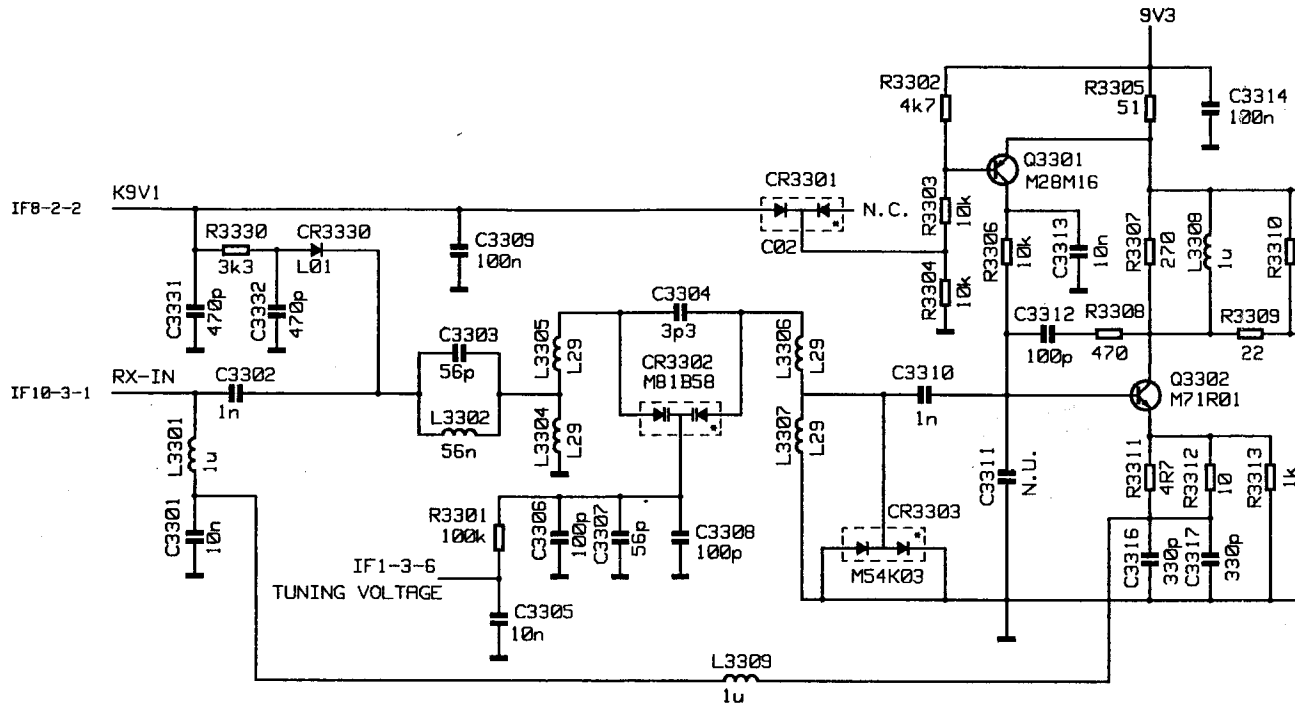 9V3
R3302
4k7
R3305
51
C3314
100n
Q3301
M28M16
CR3301
N.C.
*
C02
R3303
10k
IF8-2-2
K9V1
R3330
3k3
CR3330
L01
C3309
100n
C3331
470p
C3332
470p
R3304
10k
R3306
10k
C3313
10n
R3307
270
L3308
1u
R3310
C3304
3p3
C3303
56p
L3305
L29
CR3302
M81B58
*
L3306
L29
C3312
100p
R3308
470
R3309
22
IF10-3-1
RX-IN
C3302
1n
L3302
56n
L3304
L29
L3307
L29
C3310
1n
Q3302
M71R01
L3301
1u
C3301
10n
R3301
100k
C3306
100p
C3307
56p
C3308
100p
CR3303
*
M54K03
C3311
N.U.
R3311
4R7
R3312
10
R3313
1k
C3316
330p
C3317
330p
IF1-3-6
TUNING VOLTAGE
C3305
10n
L3309
1u